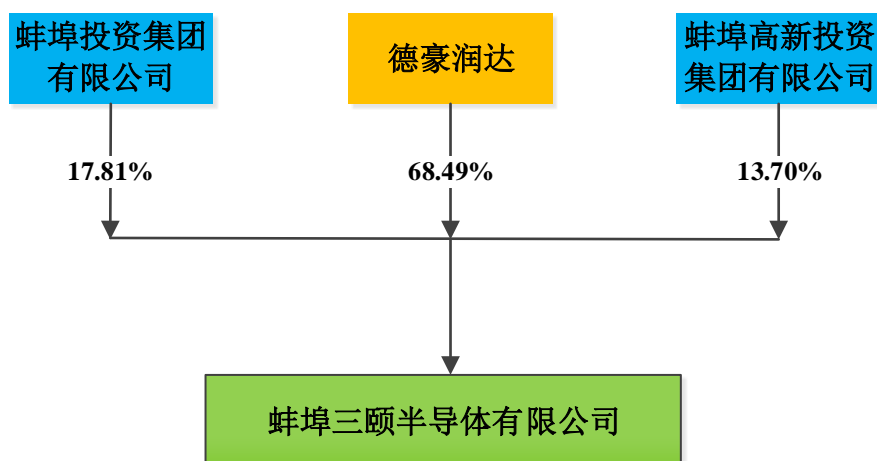 蚌埠投资集团
有限公司
德豪润达
蚌埠高新投资
集团有限公司
17.81%
68.49%
13.70%
蚌埠三颐半导体有限公司